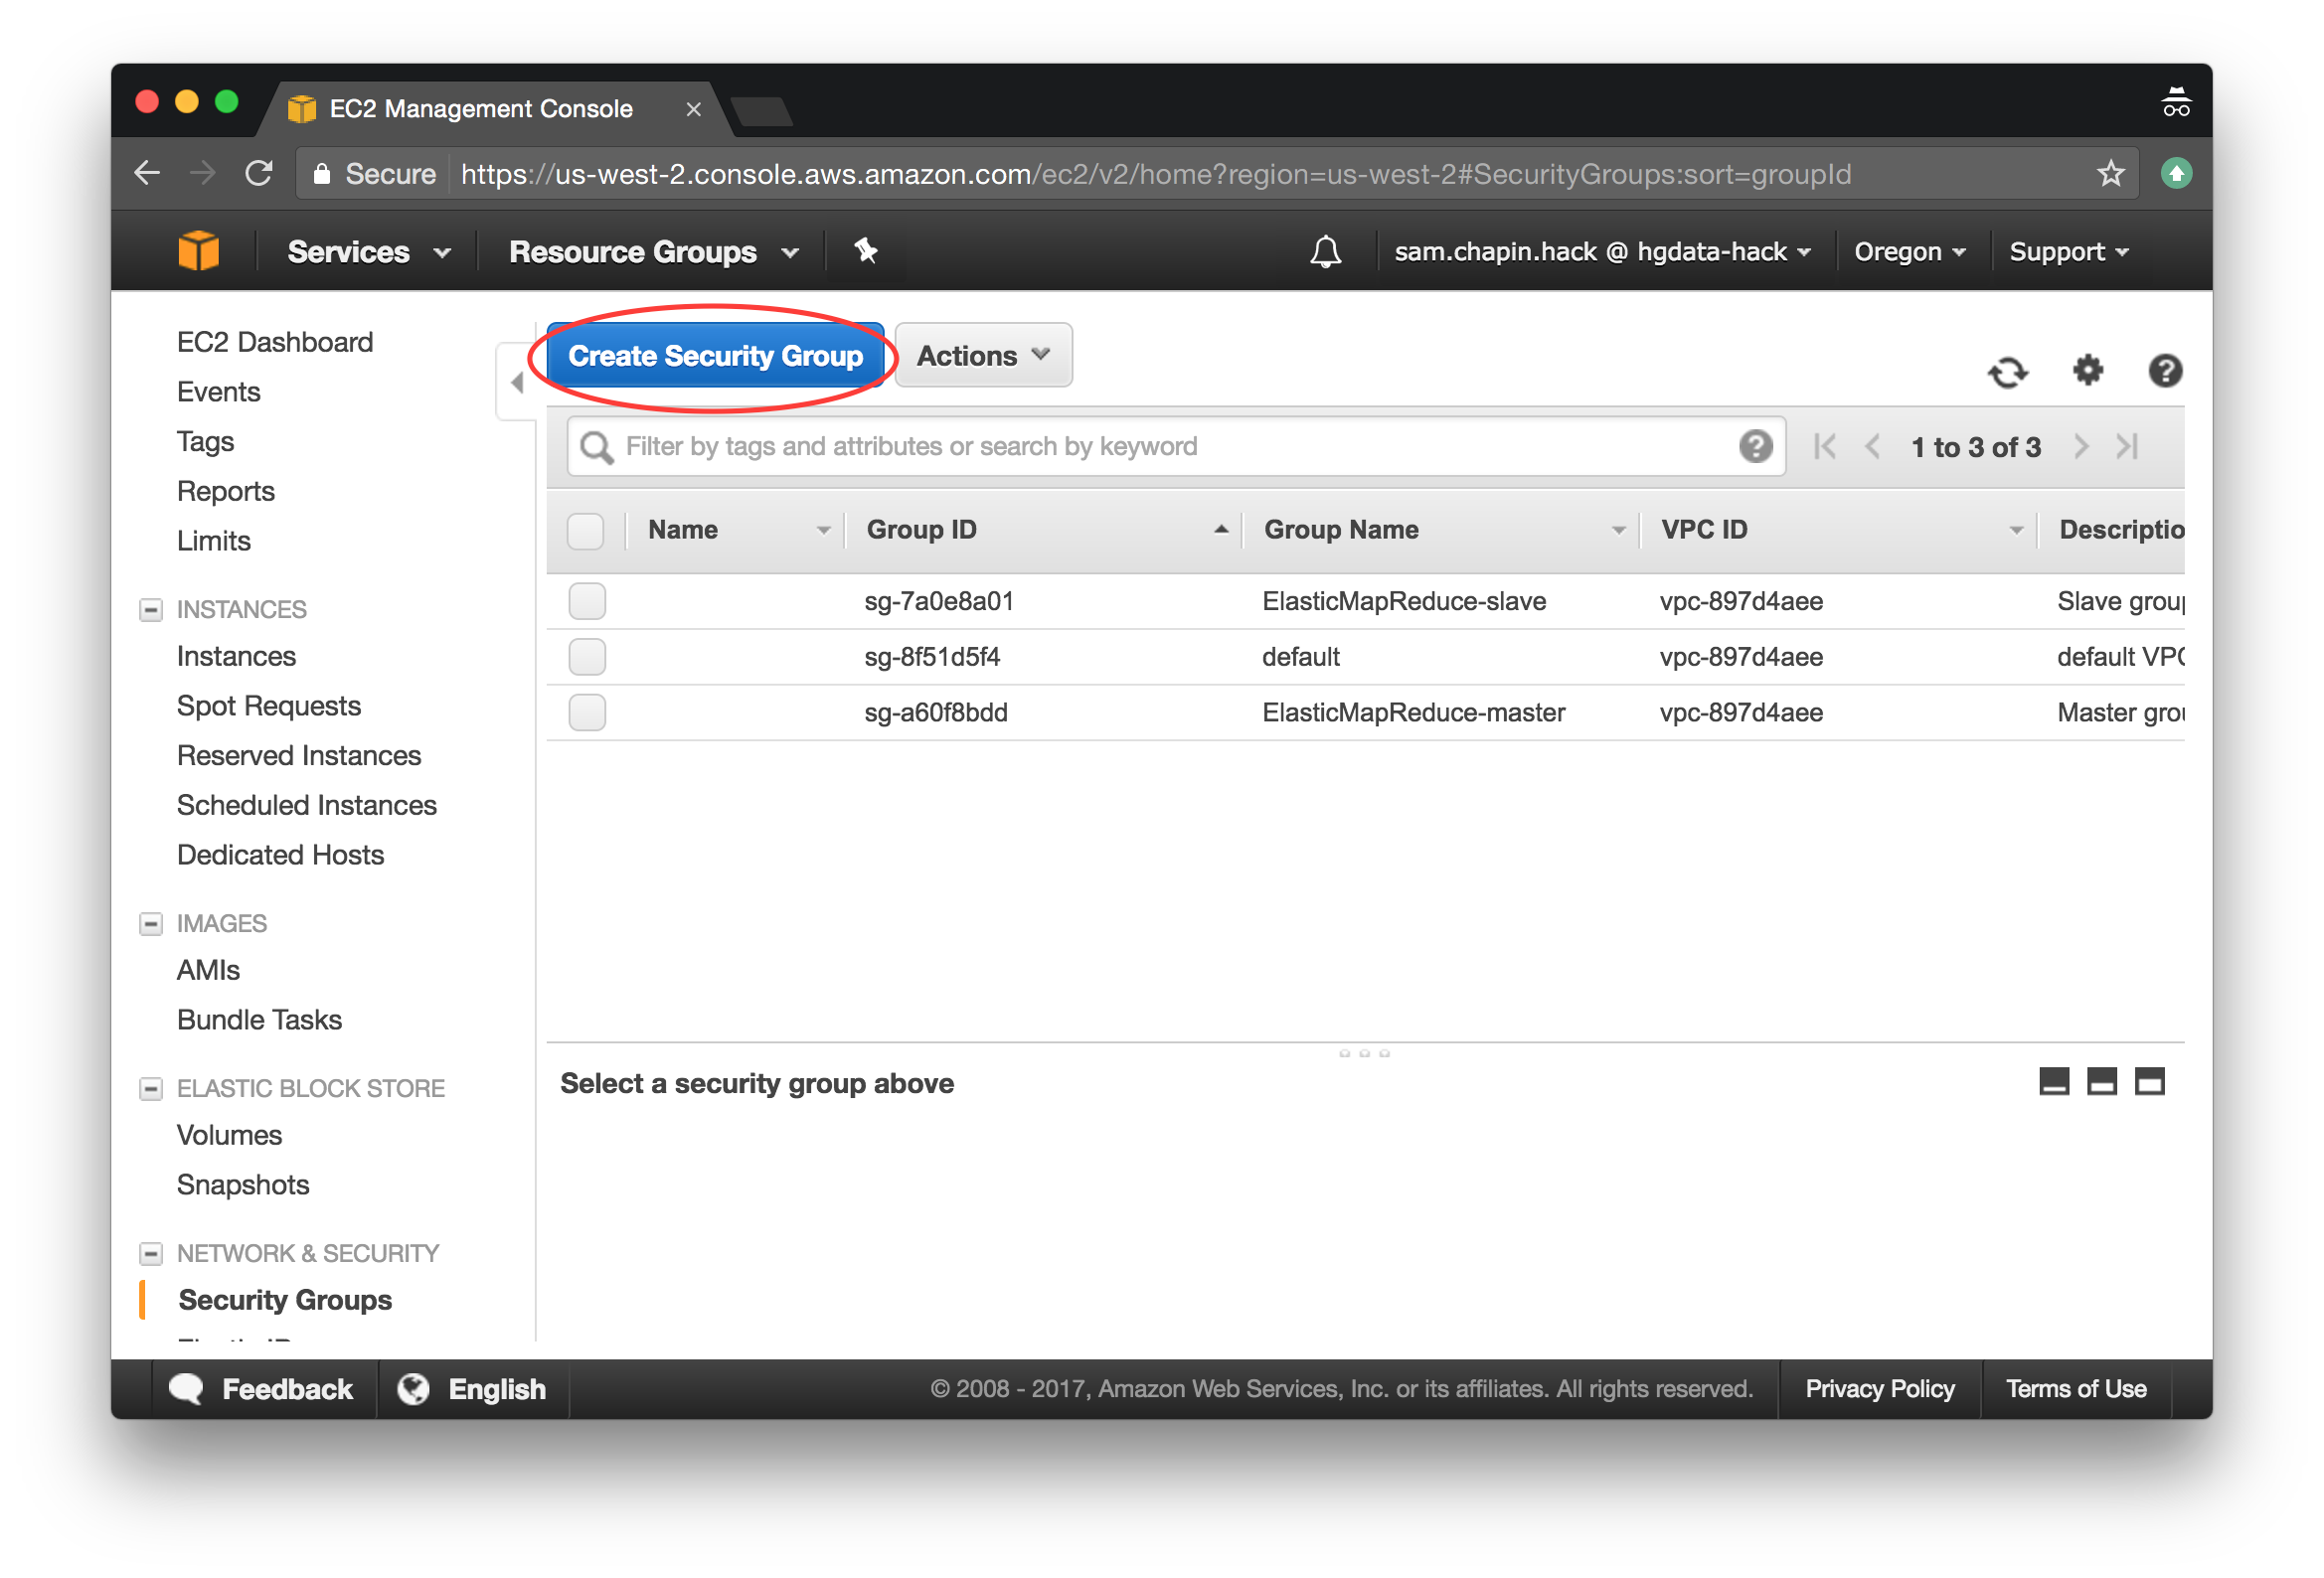 EC2 Management Console
Secure https://us-west-2.console.aws.amazon.com/ec2/v2/home?region=us-west-2#SecurityGroups:sort=groupId
Services Resource Groups sam.chapin.hack @ hgdata-hack Oregon Support
EC2 Dashboard
Events
Tags
Reports
Limits
INSTANCES
Instances
Spot Requests
Reserved Instances
Scheduled Instances
Dedicated Hosts
IMAGES
AMIs
Bundle Tasks
ELASTIC BLOCK STORE
Volumes
Snapshots
NETWORK & SECURITY
Security Groups
Create Security Group Actions
Filter by tags and attributes or search by keyword 1 to 3 of 3
Name Group ID Group Name VPC ID Descriptio
sg-7a0e8a01 ElasticMapReduce-slave vpc-897d4aee Slave grou
sg-8f51d5f4 default vpc-897d4aee default VPC
sg-a60f8bdd ElasticMapReduce-master vpc-897d4aee Master grou
Select a security group above
Feedback English © 2008 - 2017, Amazon Web Services, Inc. or its affiliates. All rights reserved. Privacy Policy Terms of Use